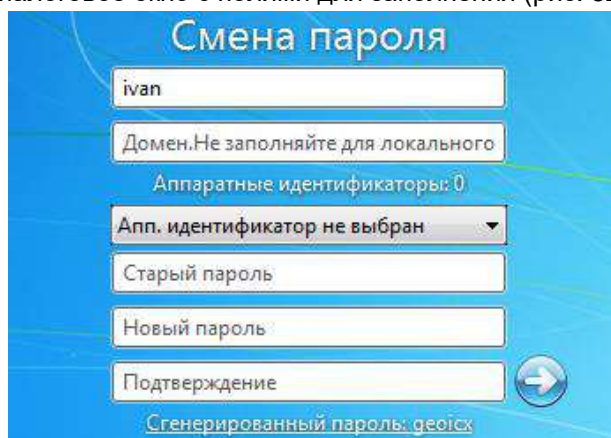 Смена пароля
ivan
Домен.Не заполняйте для локального
Аппаратные идентификаторы: 0
Апп. идентификатор не выбран
Старый пароль
Новый пароль
Подтверждение
Сгенерированный пароль: geoicx